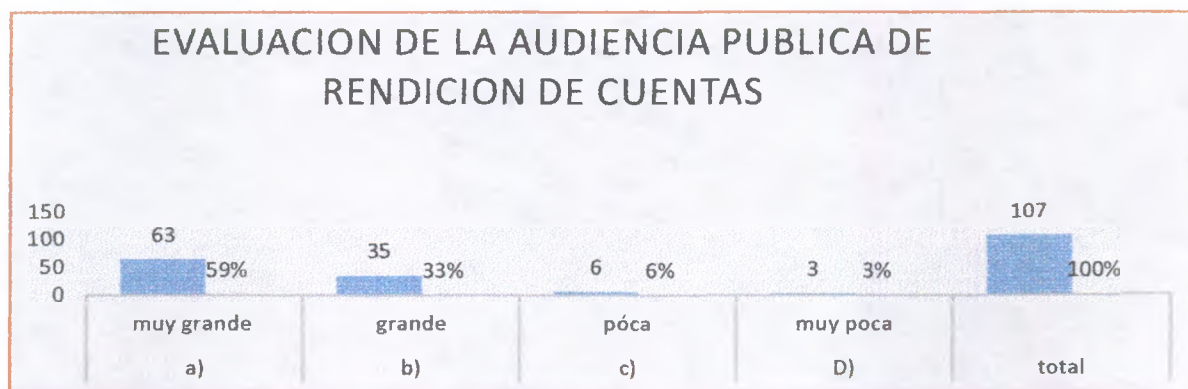 EVALUACION DE LA AUDIENCIA PUBLICA DE
RENDICION DE CUENTAS
150
100
50
0
63
59%
35
33%
6
6%
3
3%
107
100%
muy grande
grande
póca
muy poca
a)
b)
c)
D)
total